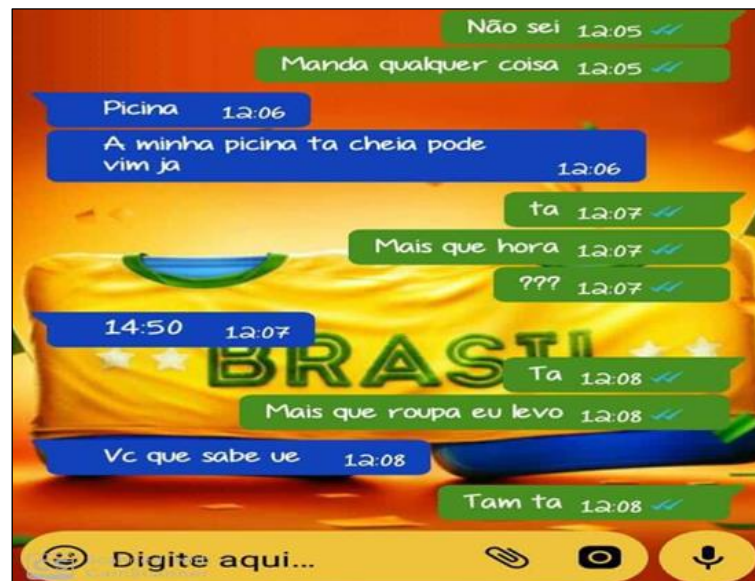 Não sei 12:05
Manda qualquer coisa 12:05
Picina 12:06
A minha picina ta cheia pode
vim ja 12:06
ta 12:07
Mais que hora 12:07
??? 12:07
14:50 12:07
BRASIL
Ta 12:08
Mais que roupa eu levo 12:08
Vc que sabe ue 12:08
Tam ta 12:08
Digite aqui...